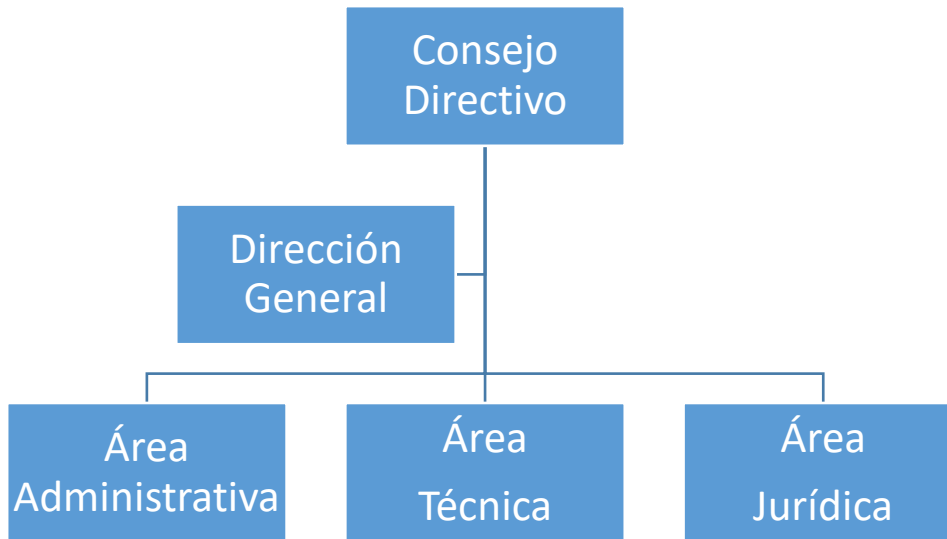 Consejo
Directivo
Dirección
General
Área
Administrativa
Área
Técnica
Área
Jurídica